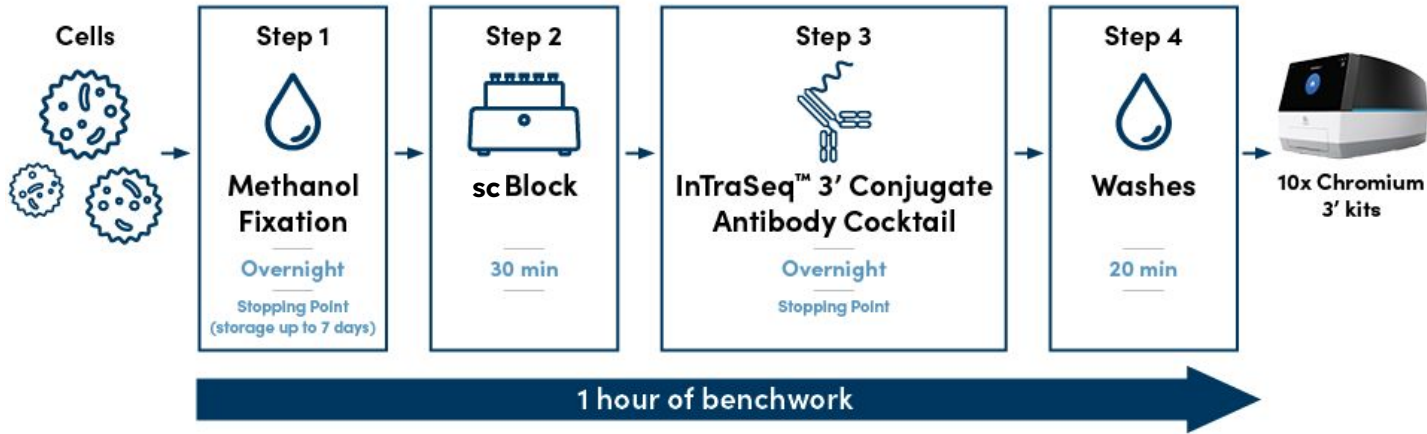 Cells
Step 1
Methanol
Fixation
Overnight
Stopping Point
(storage up to 7 days)
Step 2
sc Block
30 min
Step 3
InTraSeq™ 3’ Conjugate
Antibody Cocktail
Overnight
Stopping Point
Step 4
Washes
20 min
10x Chromium
3’ kits
1 hour of benchwork